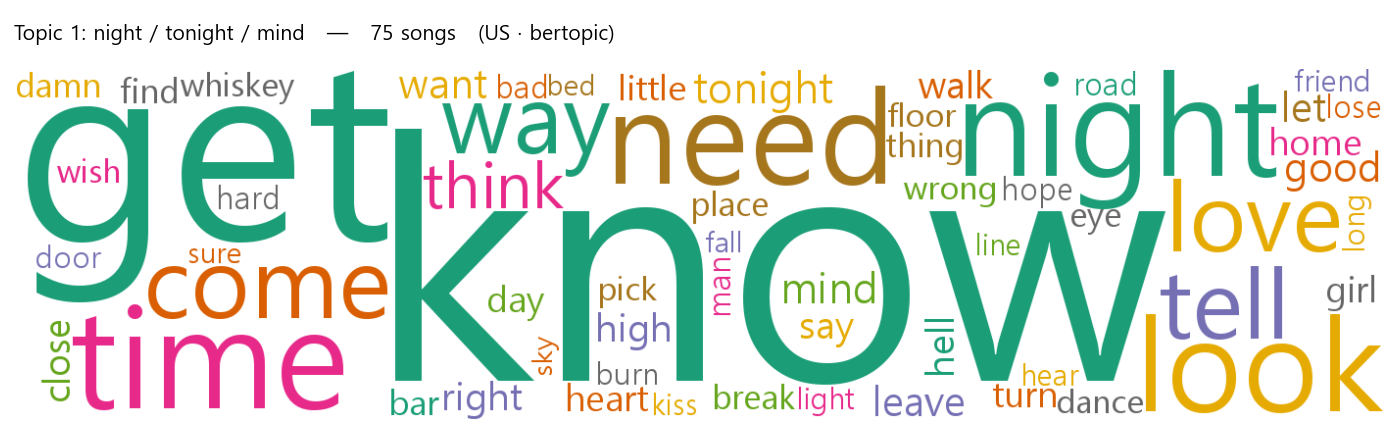 Topic 1: night / tonight / mind — 75 songs (US · bertopic)
damn find whiskey want bad bed little tonight walk road friend
get way need floor night let lose
wish think thing home good
hard place wrong hope eye love long
door sure come fall line
know man mind tell girl
day pick say
time high hell look
close sky burn hear
bar right heart kiss break light leave turn dance